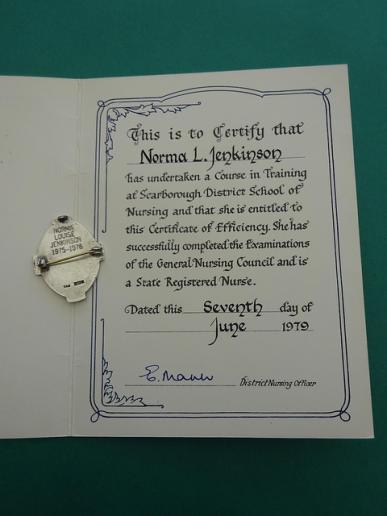 This is to Certify that
Norma L. Jenkinson
has undertaken a Course in Training
at Scarborough District School of
Nursing and that she is entitled to
this Certificate of Efficiency. She has
successfully completed the Examinations
of the General Nursing Council and is
a State Registered Nurse.
Dated this Seventh day of
June 1979
District Nursing Officer
NORMA
LOUISE
JENKINSON
1975-1978